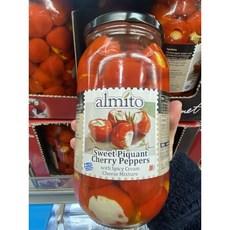 almito
Sweet Piquant
Cherry Peppers
with Spicy Cream
Cheese Mixture